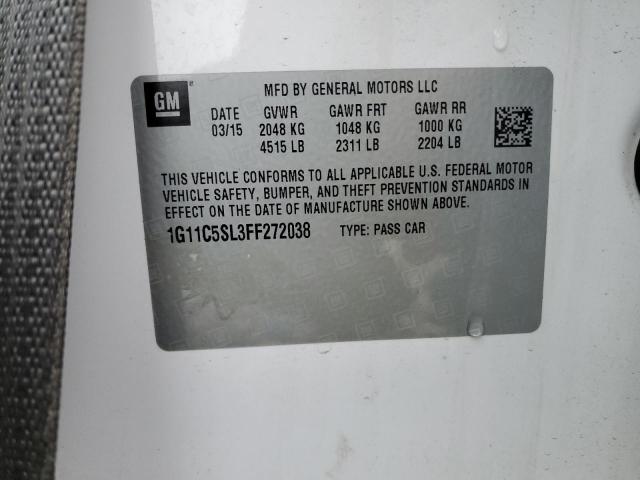 GM
MFD BY GENERAL MOTORS LLC
DATE GVWR GAWR FRT GAWR RR
03/15 2048 KG 1048 KG 1000 KG
4515 LB 2311 LB 2204 LB
THIS VEHICLE CONFORMS TO ALL APPLICABLE U.S. FEDERAL MOTOR
VEHICLE SAFETY, BUMPER, AND THEFT PREVENTION STANDARDS IN
EFFECT ON THE DATE OF MANUFACTURE SHOWN ABOVE.
1G11C5SL3FF272038 TYPE: PASS CAR